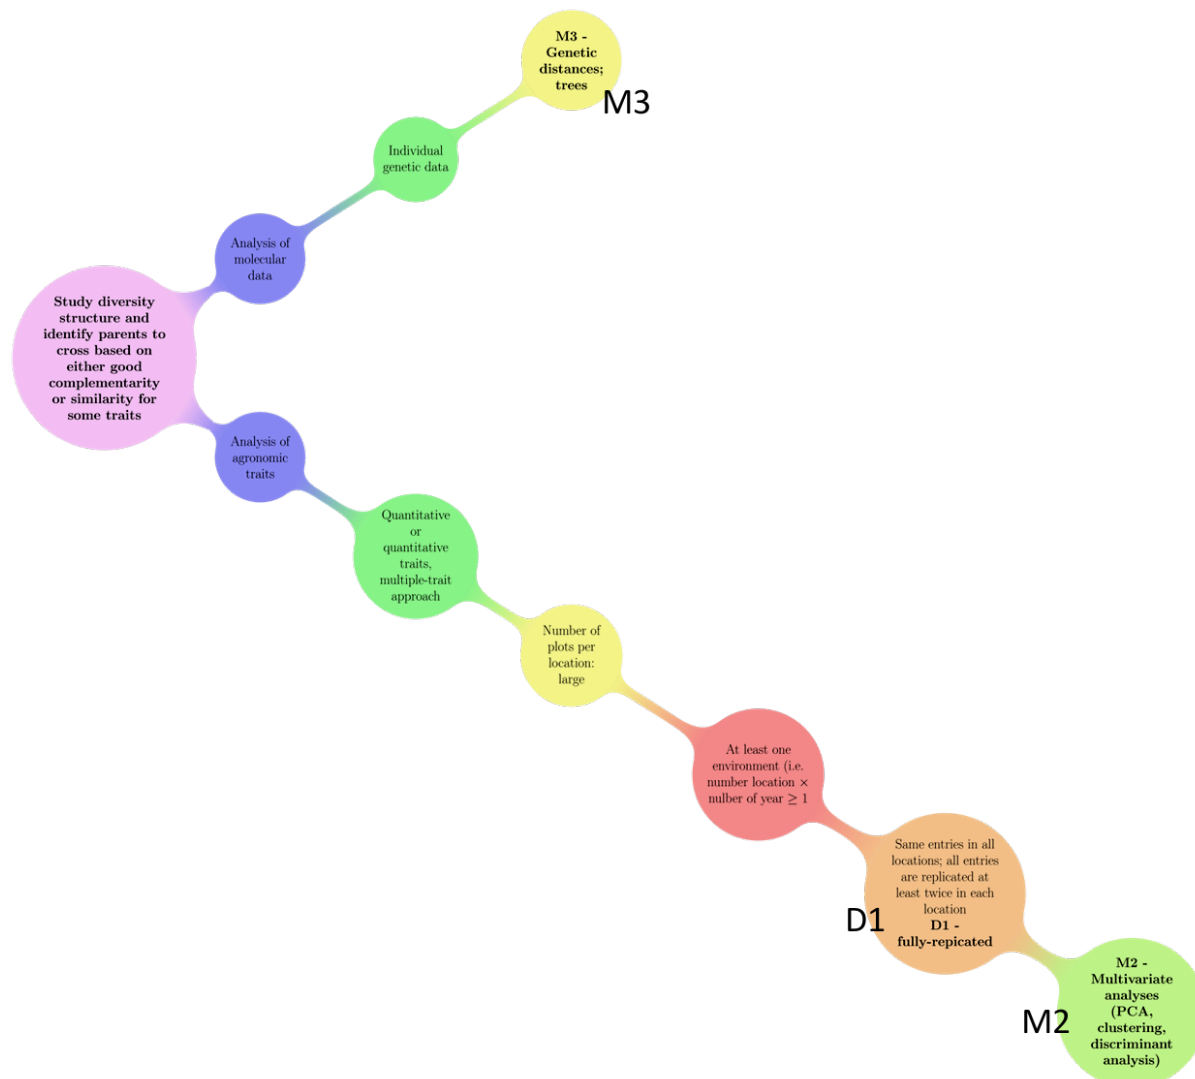 M3 -
Genetic
distances;
trees
M3
Individual
genetic data
Analysis of
molecular
data
Study diversity
structure and
identify parents to
cross based on
either good
complementarity
or similarity for
some traits
Analysis of
agronomic
traits
Quantitative
or
quantitative
traits,
multiple-trait
approach
Number of
plots per
location:
large
At least one
environment (i.e.
number location ×
nulber of year ≥ 1
Same entries in all
locations; all entries
are replicated at
least twice in each
location
D1 -
fully-repicated
D1
M2 -
Multivariate
analyses
(PCA,
clustering,
discriminant
analysis)
M2